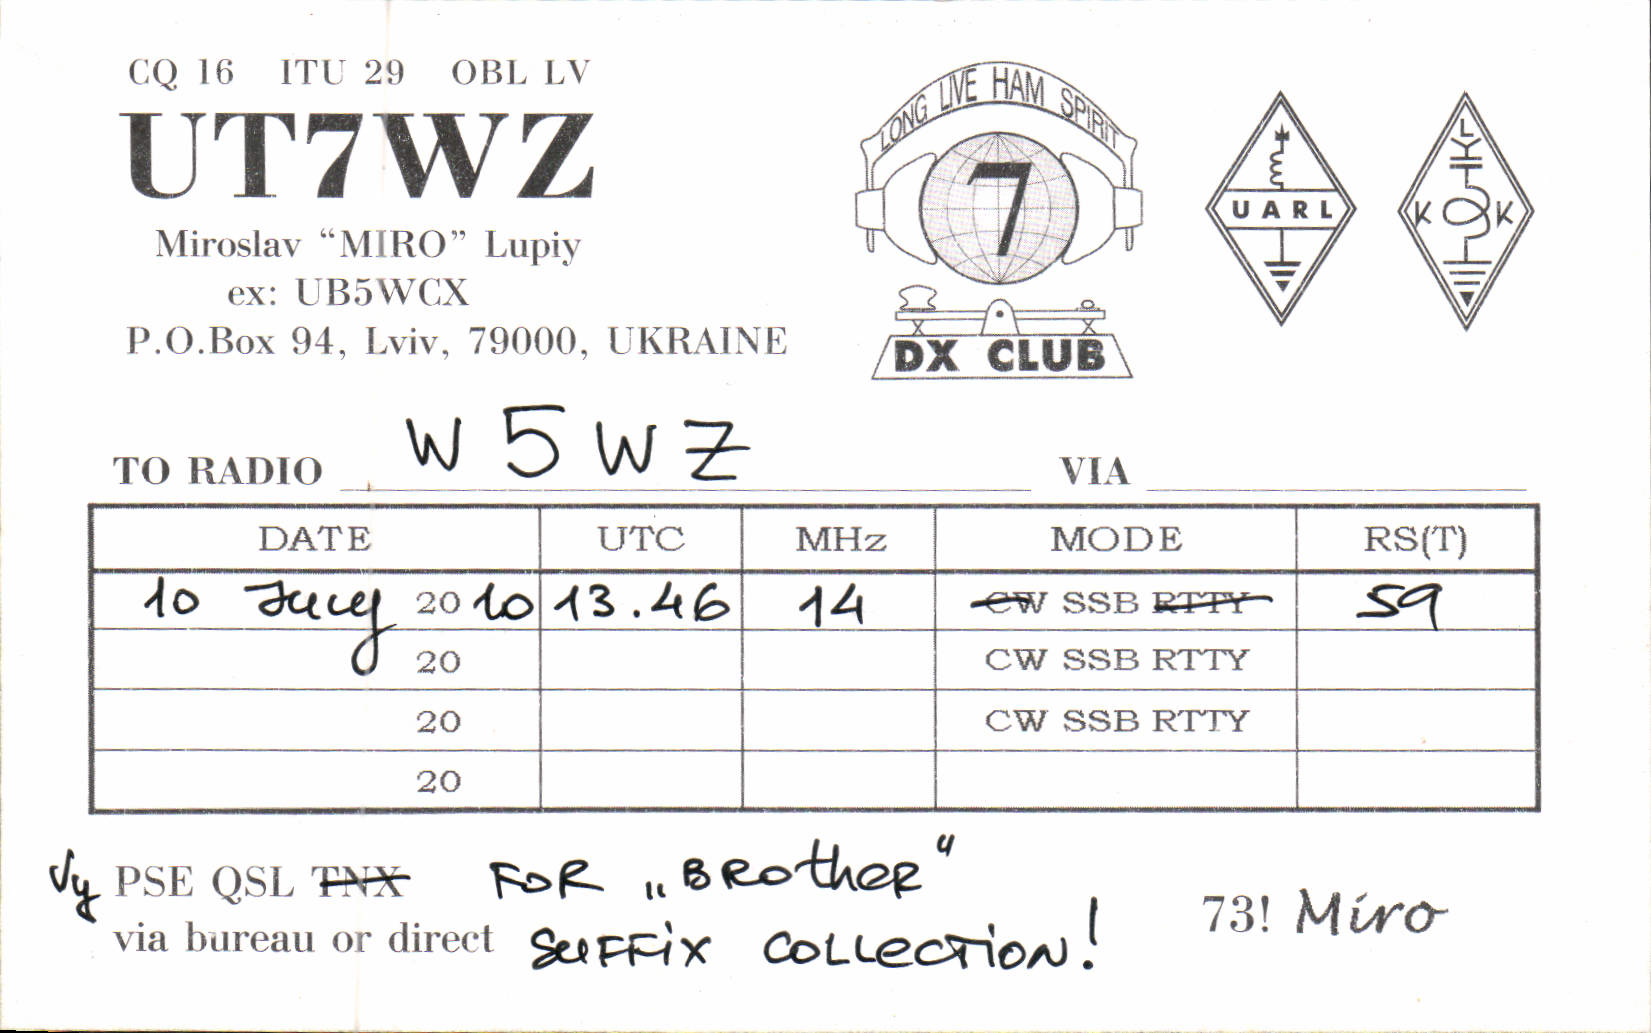 CQ 16 ITU 29 OBL LV
UT7WZ
Miroslav “MIRO” Lupiy
ex: UB5WCX
P.O.Box 94, Lviv, 79000, UKRAINE
LONG LIVE HAM SPIRIT
7
DX CLUB
UARL
LY
K K
TO RADIO W5WZ VIA
DATE UTC MHz MODE RS(T)
10 July 2010 13.46 14 CW SSB RTTY 59
20 CW SSB RTTY
20 CW SSB RTTY
20
Vy PSE QSL TNX FOR „BRotheR“
via bureau or direct SUFFiX COLLeCTiON!
73! Miro